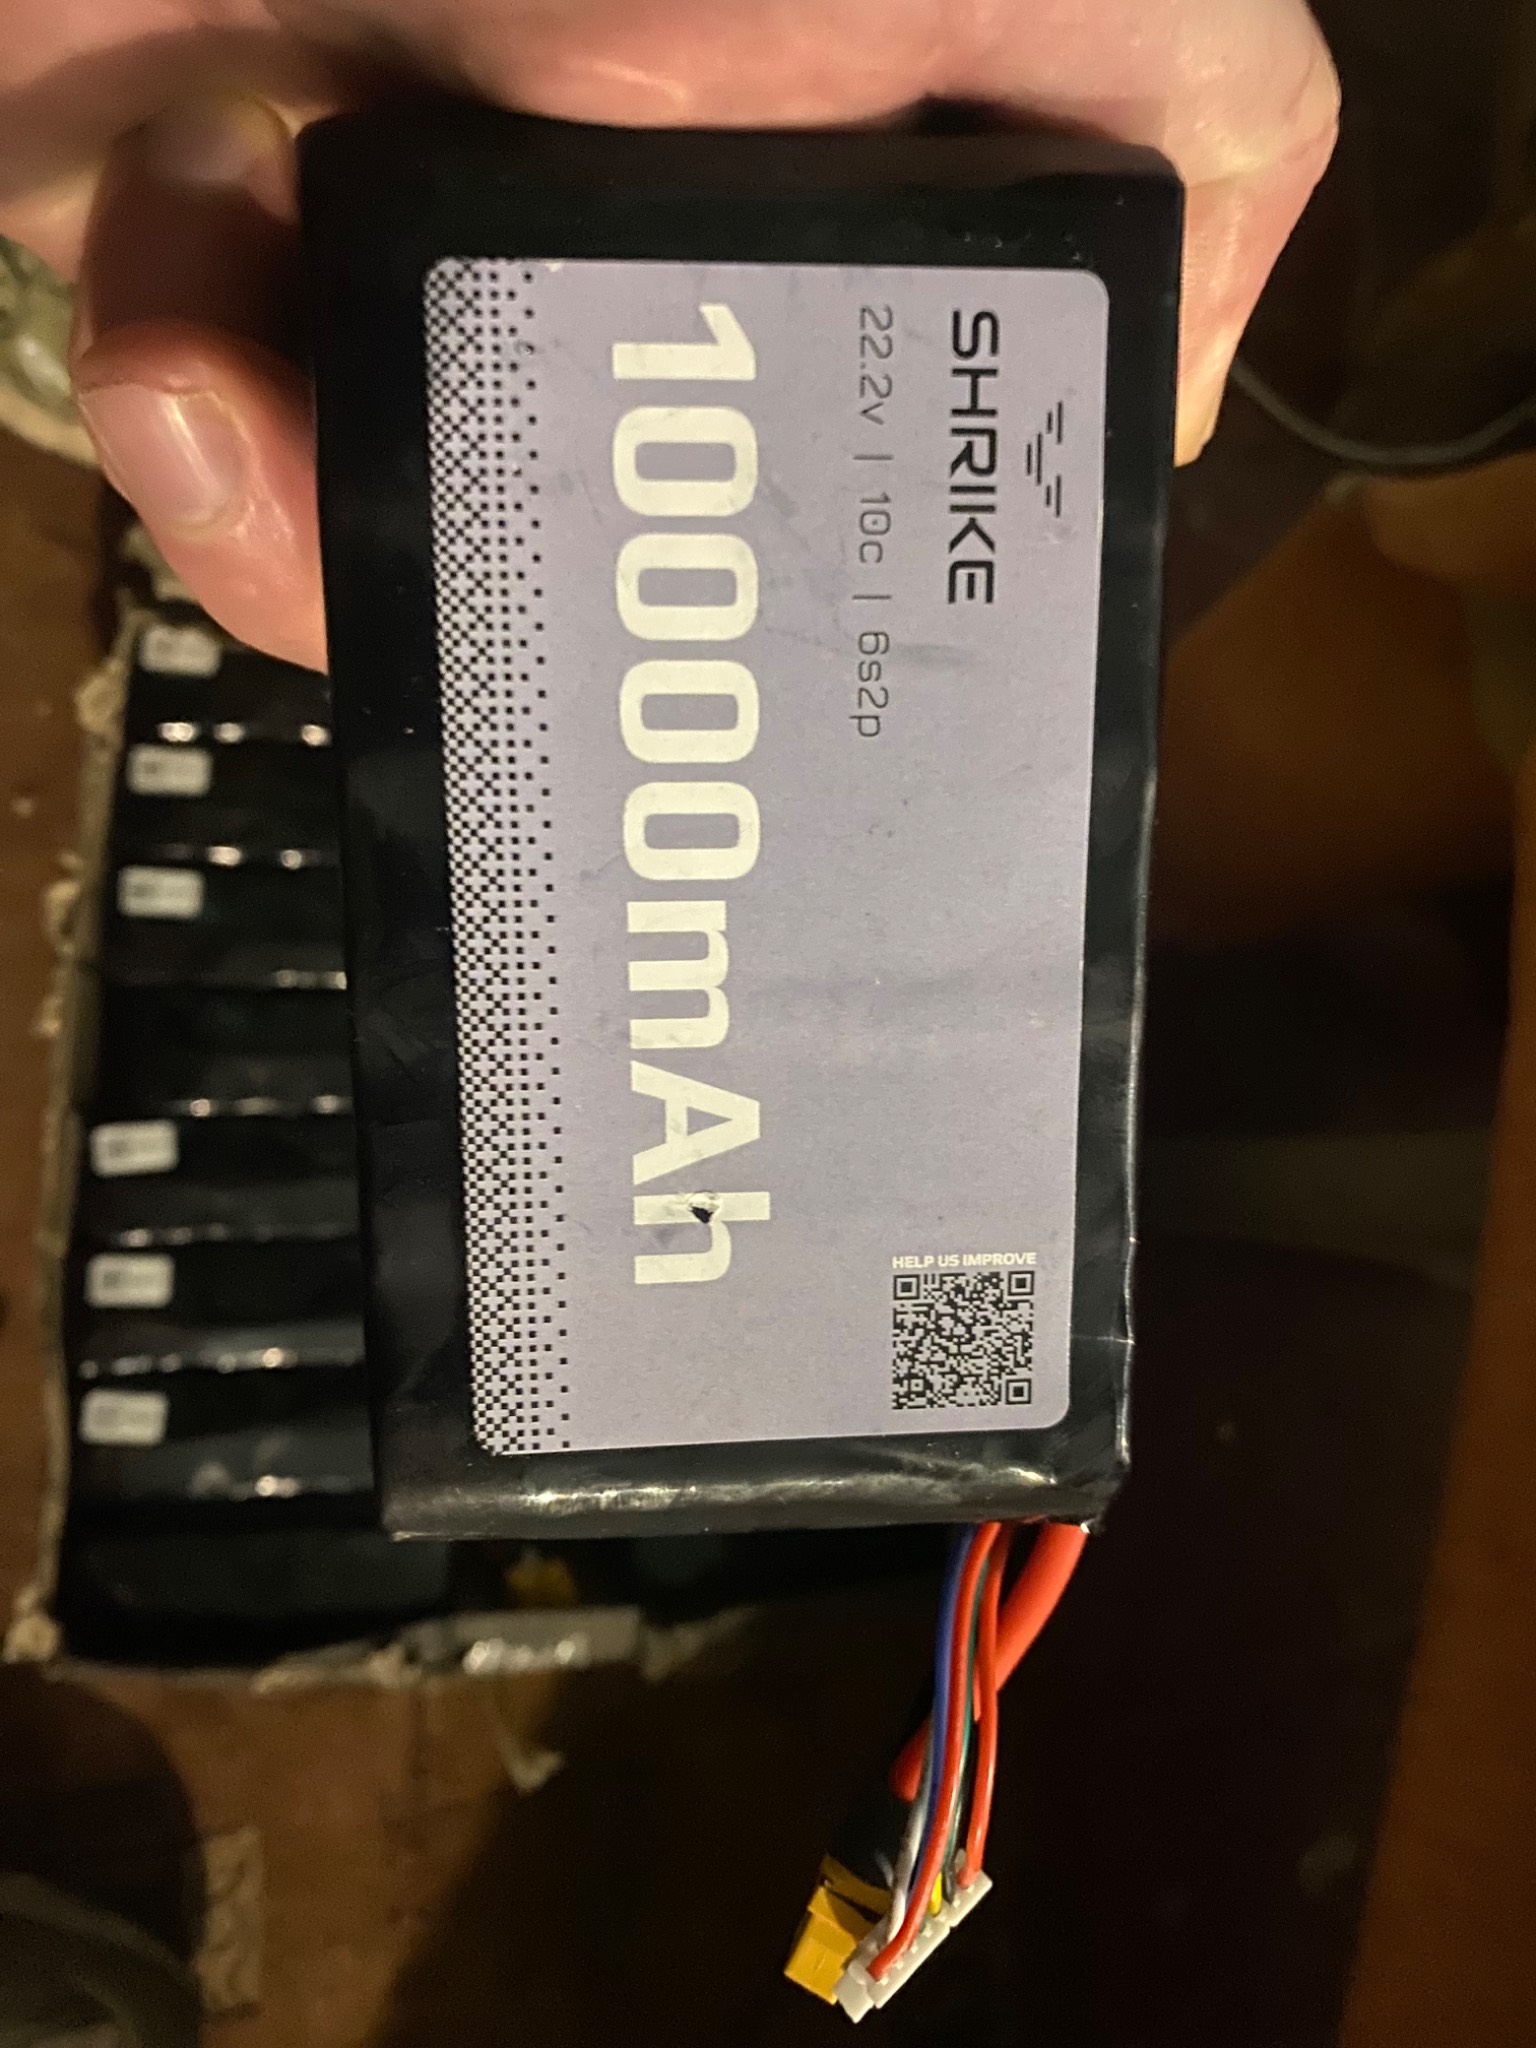 SHRIKE
22.2v | 10c | 6s2p
10000mAh
HELP US IMPROVE